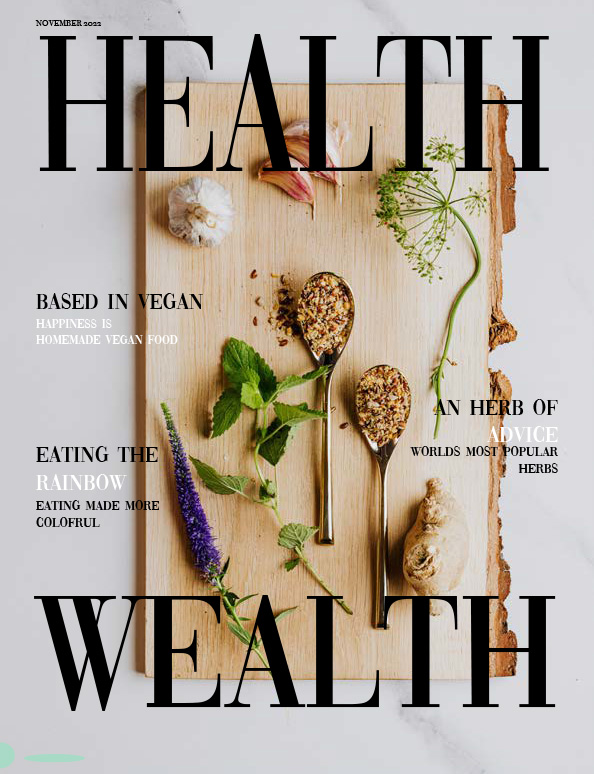 NOVEMBER 2022
HEALTH
BASED IN VEGAN
HAPPINESS IS
HOMEMADE VEGAN FOOD
AN HERB OF
ADVICE
WORLDS MOST POPULAR
HERBS
EATING THE
RAINBOW
EATING MADE MORE
COLOFRUL
WEALTH